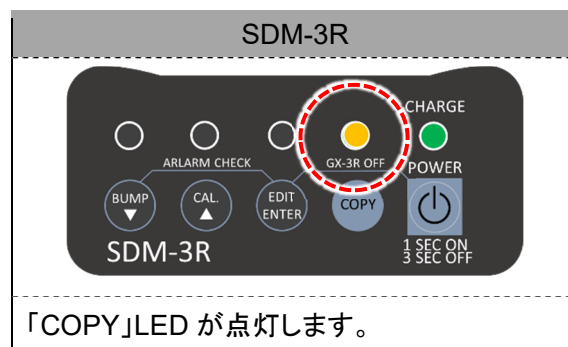 SDM-3R
CHARGE
ARLARM CHECK
GX-3R OFF
POWER
BUMP
▼
CAL.
▲
EDIT
ENTER
COPY
SDM-3R
1 SEC ON
3 SEC OFF
「COPY」LED が点灯します。